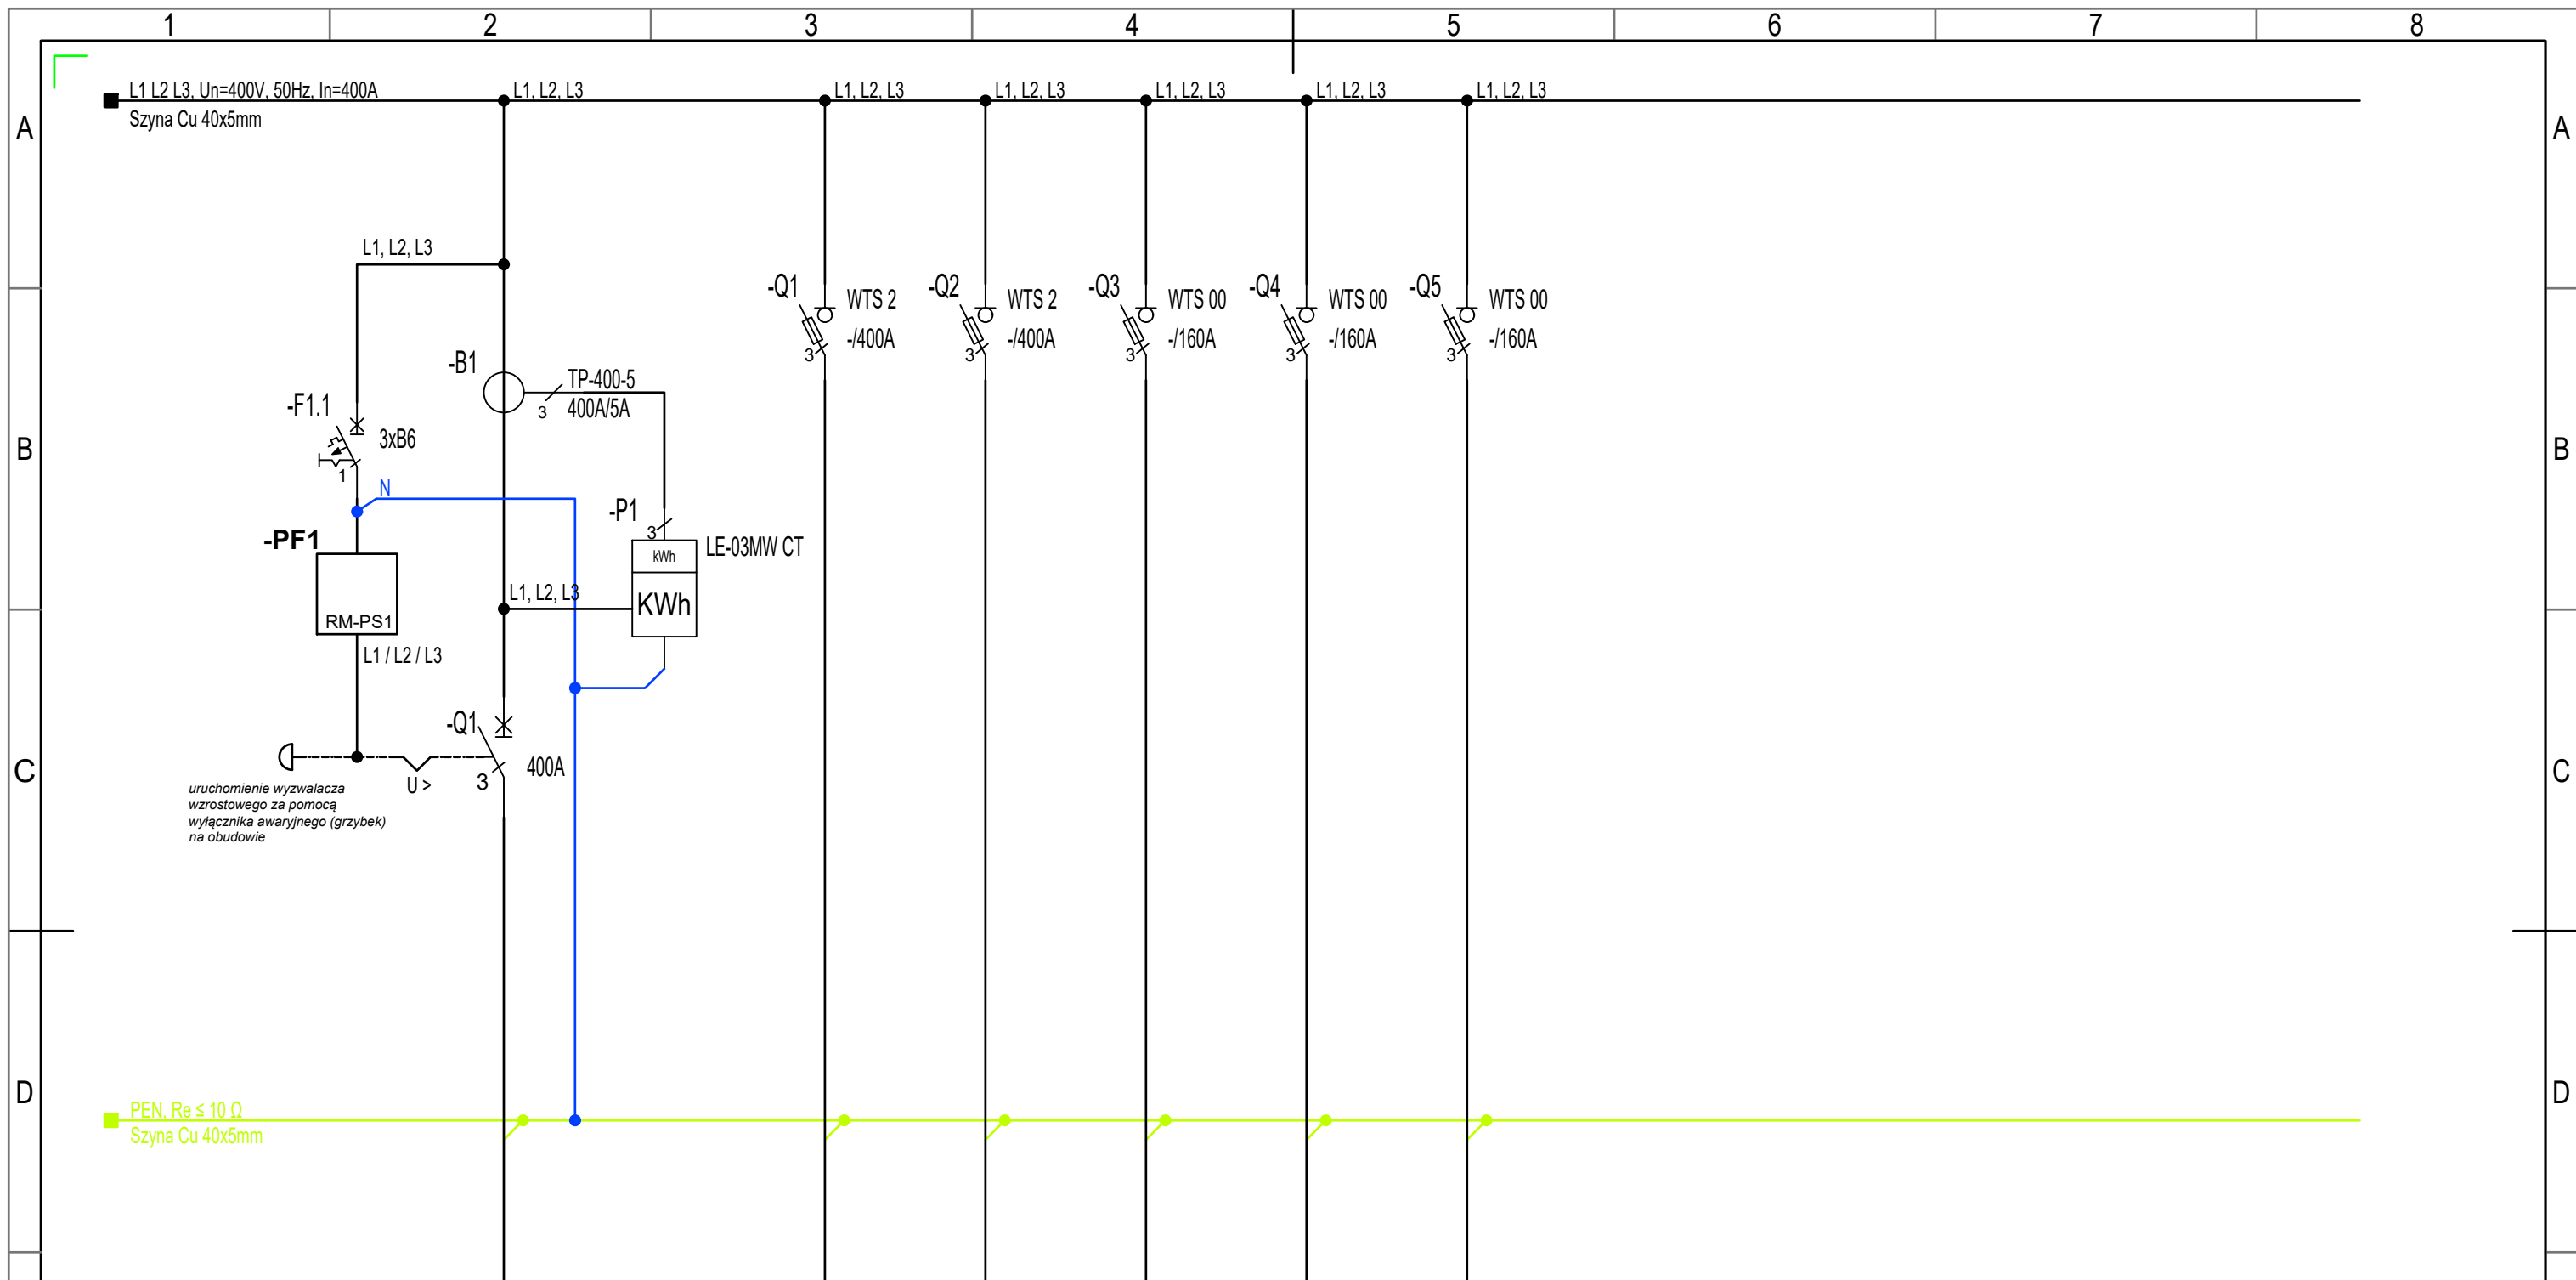 1 2 3 4 5 6 7 8
A A
L1 L2 L3, Un=400V, 50Hz, In=400A
Szyna Cu 40x5mm
L1, L2, L3
L1, L2, L3
L1, L2, L3
L1, L2, L3
L1, L2, L3
L1, L2, L3
L1, L2, L3
-Q1
WTS 2
-/400A
3
-Q2
WTS 2
-/400A
3
-Q3
WTS 00
-/160A
3
-Q4
WTS 00
-/160A
3
-Q5
WTS 00
-/160A
3
B B
-B1
TP-400-5
400A/5A
3
-F1.1
3xB6
1
N
-P1
3
kWh
KWh
LE-03MW CT
-PF1
RM-PS1
L1, L2, L3
L1 / L2 / L3
C C
-Q1
400A
3
U >
uruchomienie wyzwalacza
wzrostowego za pomocą
wyłącznika awaryjnego (grzybek)
na obudowie
D D
PEN, Re ≤ 10 Ω
Szyna Cu 40x5mm